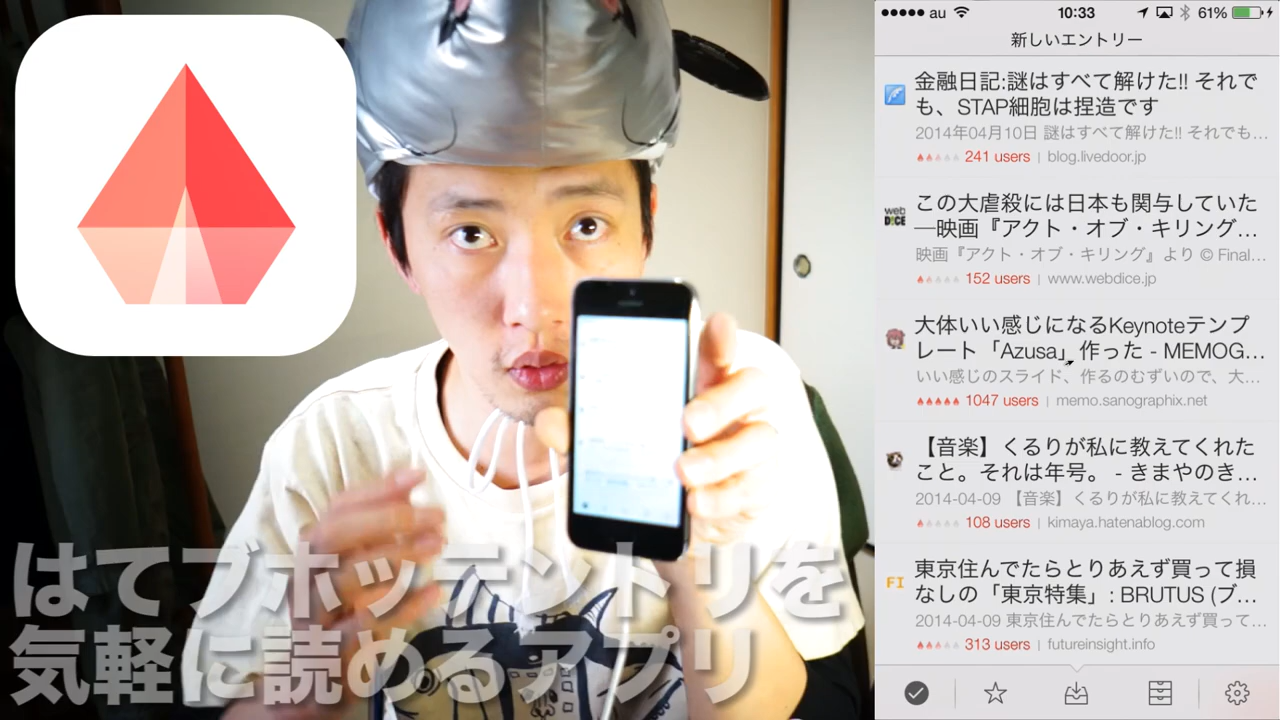 はてブホッテントリを
気軽に読めるアプリ
au 10:33 61%
新しいエントリー
金融日記:謎はすべて解けた!! それで
も、STAP細胞は捏造です
2014年04月10日 謎はすべて解けた!! それでも…
241 users | blog.livedoor.jp
web DICE
この大虐殺には日本も関与していた
―映画『アクト・オブ・キリング…
映画『アクト・オブ・キリング』より © Final…
152 users | www.webdice.jp
大体いい感じになるKeynoteテンプ
レート「Azusa」作った - MEMOG…
いい感じのスライド、作るのむずいので、大…
1047 users | memo.sanographix.net
【音楽】くるりが私に教えてくれた
こと。それは年号。 - きまやのき…
2014-04-09 【音楽】くるりが私に教えてくれ…
108 users | kimaya.hatenablog.com
FI
東京住んでたらとりあえず買って損
なしの「東京特集」: BRUTUS (ブ…
2014-04-09 東京住んでたらとりあえず買って…
313 users | futureinsight.info